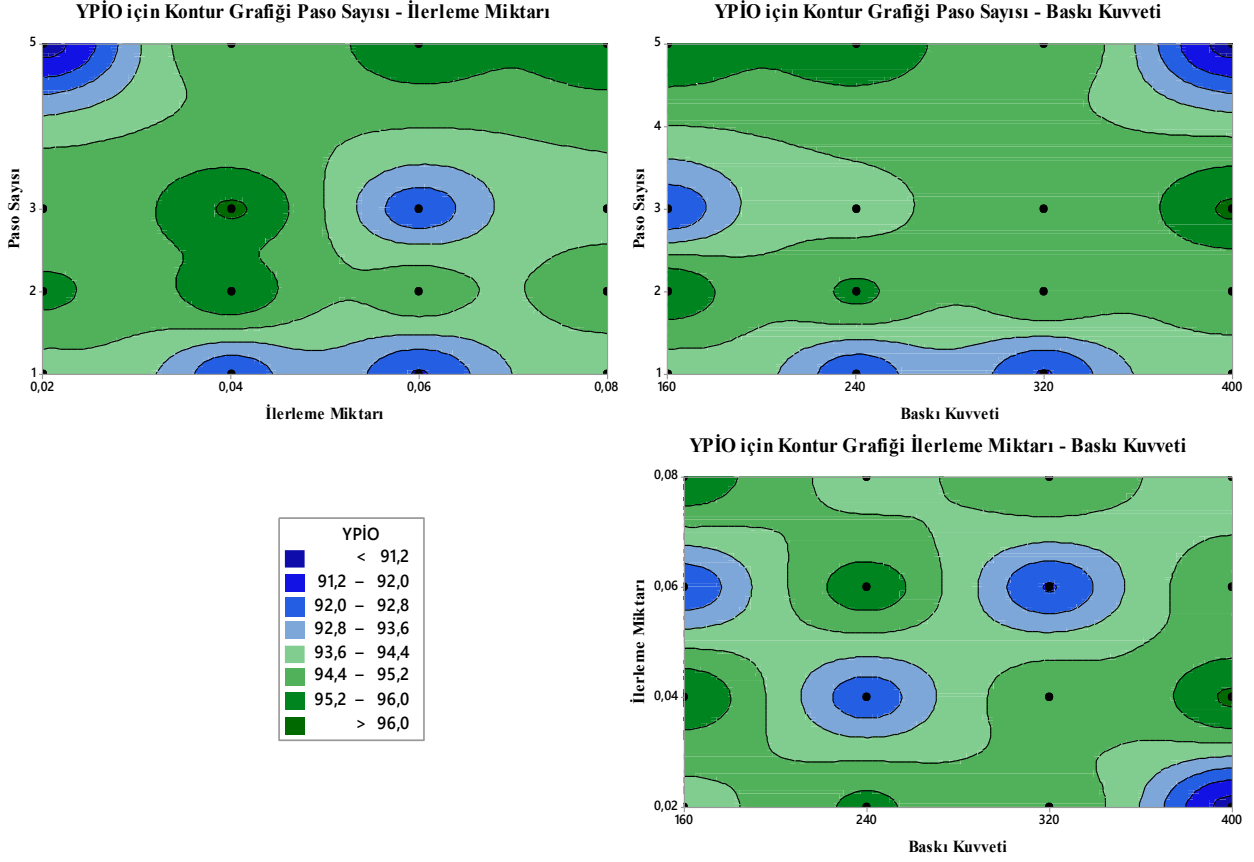 YPİO için Kontur Grafiği Paso Sayısı - İlerleme Miktarı
5
4
3
2
1
Paso Sayısı
0,02 0,04 0,06 0,08
İlerleme Miktarı
YPİO için Kontur Grafiği Paso Sayısı - Baskı Kuvveti
5
4
3
2
1
Paso Sayısı
160 240 320 400
Baskı Kuvveti
YPİO
< 91,2
91,2 – 92,0
92,0 – 92,8
92,8 – 93,6
93,6 – 94,4
94,4 – 95,2
95,2 – 96,0
> 96,0
YPİO için Kontur Grafiği İlerleme Miktarı - Baskı Kuvveti
0,08
0,06
0,04
0,02
İlerleme Miktarı
160 240 320 400
Baskı Kuvveti